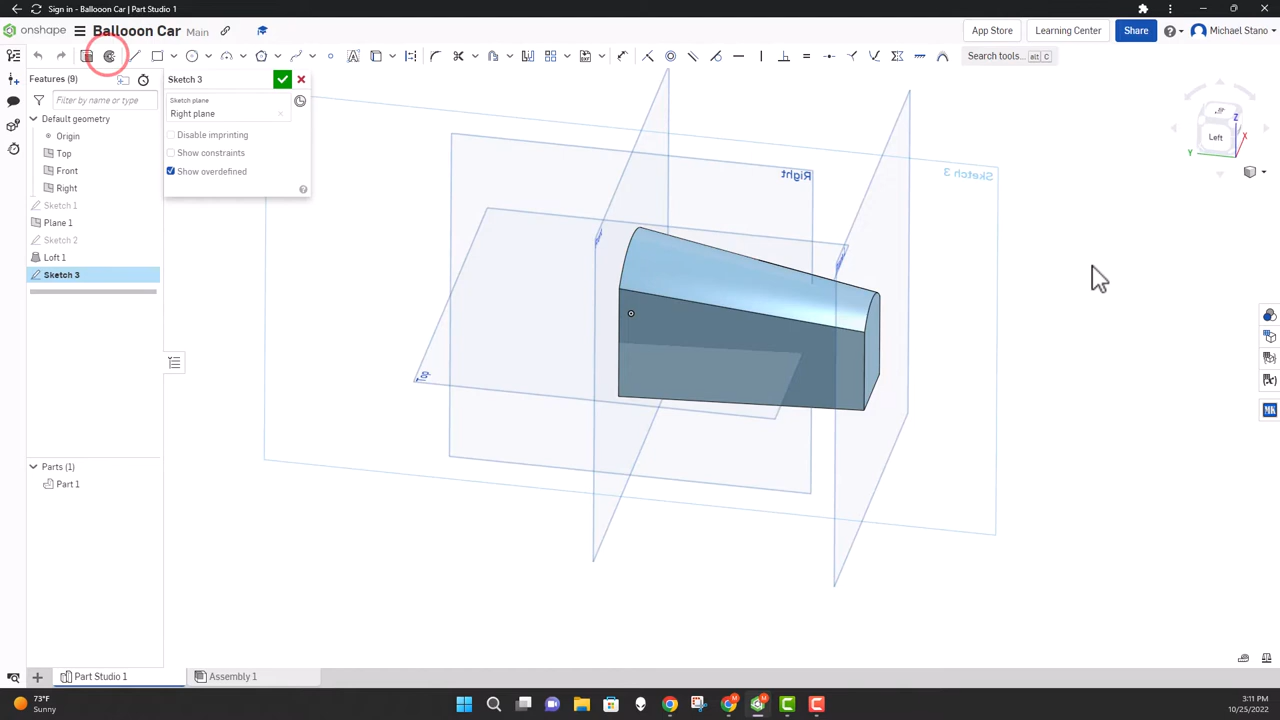 Sign in - Ballooon Car | Part Studio 1
onshape
Ballooon Car Main
App Store
Learning Center
Share
Michael Stano
Search tools... alt C
Features (9)
Filter by name or type
Default geometry
Origin
Top
Front
Right
Sketch 1
Plane 1
Sketch 2
Loft 1
Sketch 3
Parts (1)
Part 1
Sketch 3
Sketch plane
Right plane
Disable imprinting
Show constraints
Show overdefined
Right
Sketch 3
Left
Z
X
Y
(x)
MK
Part Studio 1
Assembly 1
73°F
Sunny
3:11 PM
10/25/2022